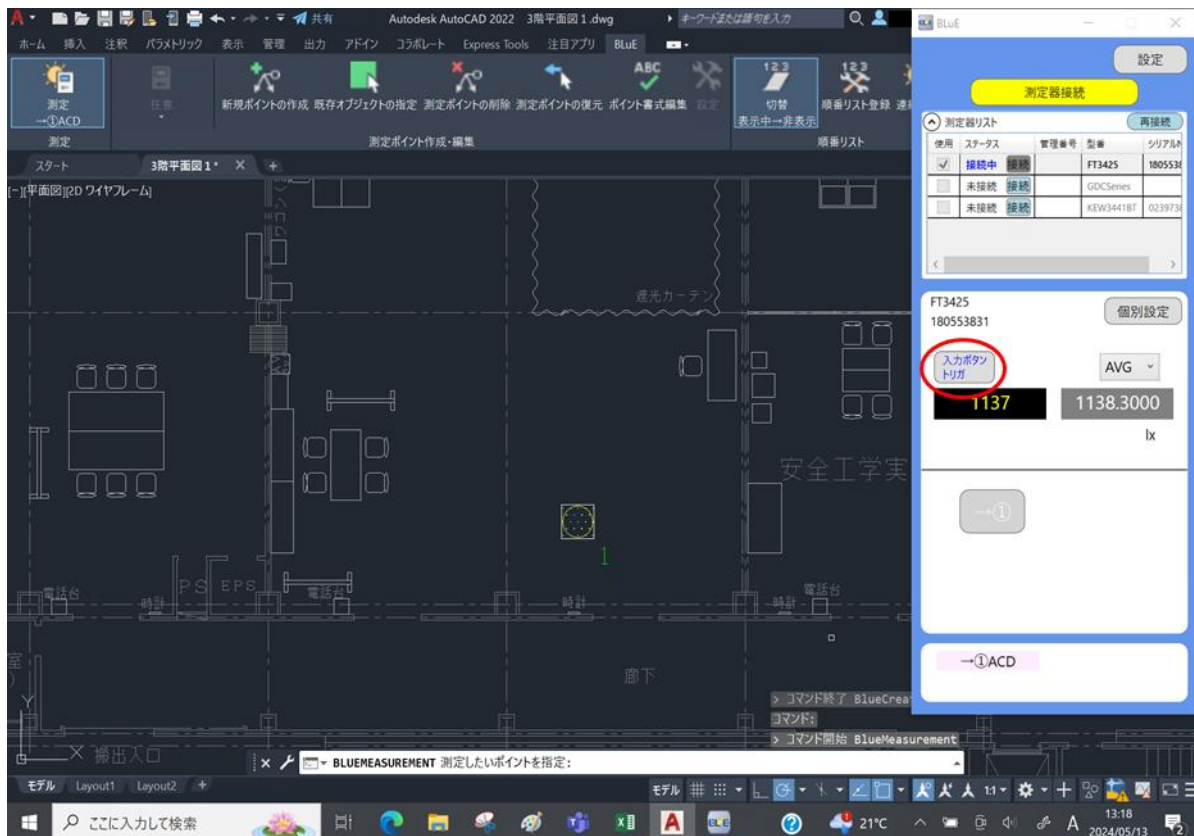 共有
Autodesk AutoCAD 2022 3階平面図1.dwg
キーワードまたは語句を入力
ホーム 挿入 注釈 パラメトリック 表示 管理 出力 アドイン コラボレート Express Tools 注目アプリ BLuE
測定
→①ACD
任意
新規ポイントの作成 既存オブジェクトの指定 測定ポイントの削除 測定ポイントの復元 ポイント書式編集 設定
ABC
123
切替
表示中→非表示
123
順番リスト登録
測定
測定ポイント作成・編集
順番リスト
スタート
3階平面図1*
[-][平面図][2D ワイヤフレーム]
ワゴン
遮光カーテン
安全工学実
1
PS
EPS
電話台
時計
電話台
時計
時計
電話台
室
廊下
Y
X
搬出入口
> コマンド終了 BlueCrea
コマンド:
> コマンド開始 BlueMeasurement
BLUEMEASUREMENT 測定したいポイントを指定:
モデル Layout1 Layout2 +
モデル
1:1
ここに入力して検索
BLuE
21°C
A
13:18
2024/05/13
2
BLuE
設定
測定器接続
測定器リスト
再接続
使用 ステータス 管理番号 型番 シリアルN
接続中 接続 FT3425 1805538
未接続 接続 GDCSeries
未接続 接続 KEW3441BT 0239738
FT3425
180553831
個別設定
入力ボタン
トリガ
AVG
1137
1138.3000
lx
→①
→①ACD